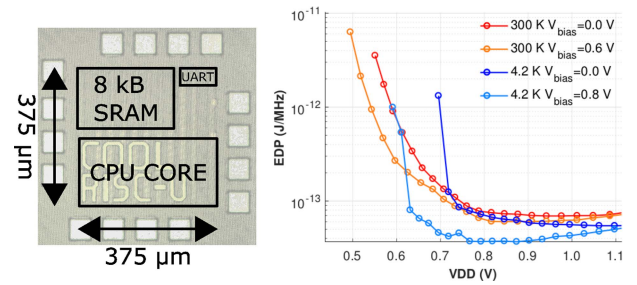 375 µm
8 kB
SRAM
UART
COOL
RISC-V
CPU CORE
375 µm
EDP (J/MHz)
10⁻¹¹
10⁻¹²
10⁻¹³
300 K V_bias=0.0
300 K V_bias=0.6
4.2 K V_bias=0.0
4.2 K V_bias=0.8
0.5 0.6 0.7 0.8 0.9 1.0 1.1
VDD (V)